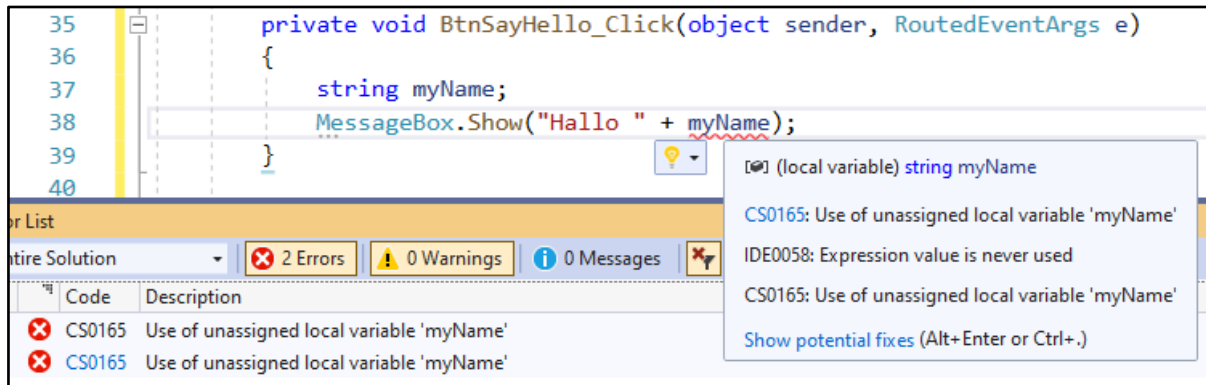 35 private void BtnSayHello_Click(object sender, RoutedEventArgs e)
36 {
37 string myName;
38 MessageBox.Show("Hallo " + myName);
39 }
40
(local variable) string myName
CS0165: Use of unassigned local variable 'myName'
IDE0058: Expression value is never used
CS0165: Use of unassigned local variable 'myName'
Show potential fixes (Alt+Enter or Ctrl+.)
or List
ntire Solution 2 Errors 0 Warnings 0 Messages
Code Description
CS0165 Use of unassigned local variable 'myName'
CS0165 Use of unassigned local variable 'myName'